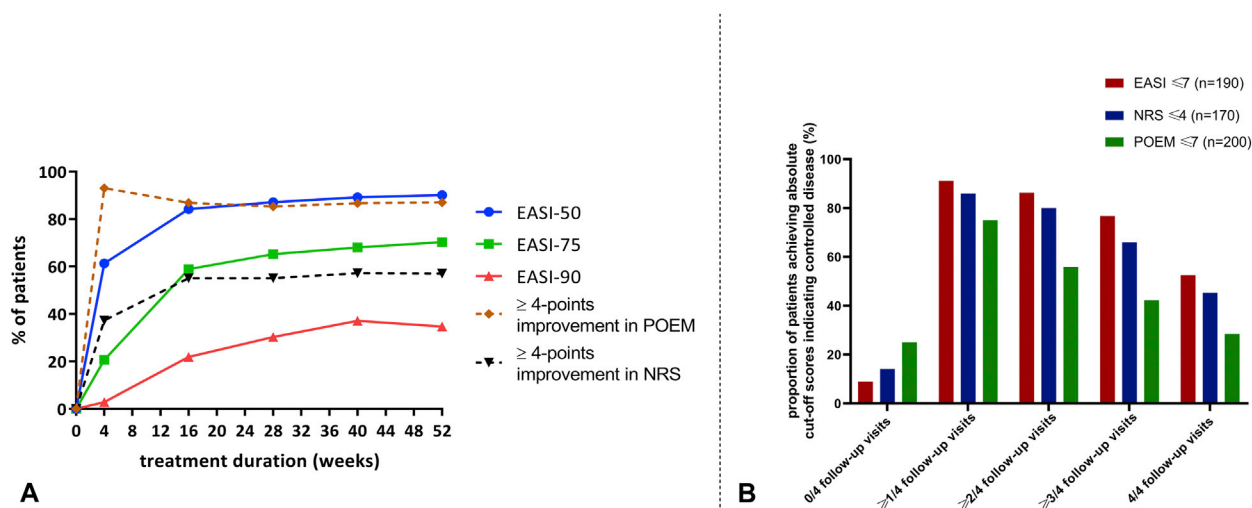 % of patients
100
80
60
40
20
0
0 4 8 12 16 20 24 28 32 36 40 44 48 52
treatment duration (weeks)
EASI-50
EASI-75
EASI-90
≥ 4-points
improvement in POEM
≥ 4-points
improvement in NRS
A
EASI ⩽7 (n=190)
NRS ⩽4 (n=170)
POEM ⩽7 (n=200)
proportion of patients achieving absolute
cut-off scores indicating controlled disease (%)
100
80
60
40
20
0
0/4 follow-up visits
⩾1/4 follow-up visits
⩾2/4 follow-up visits
⩾3/4 follow-up visits
4/4 follow-up visits
B